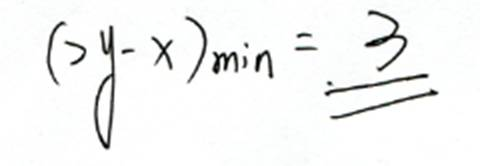 (2y-x)min = 3